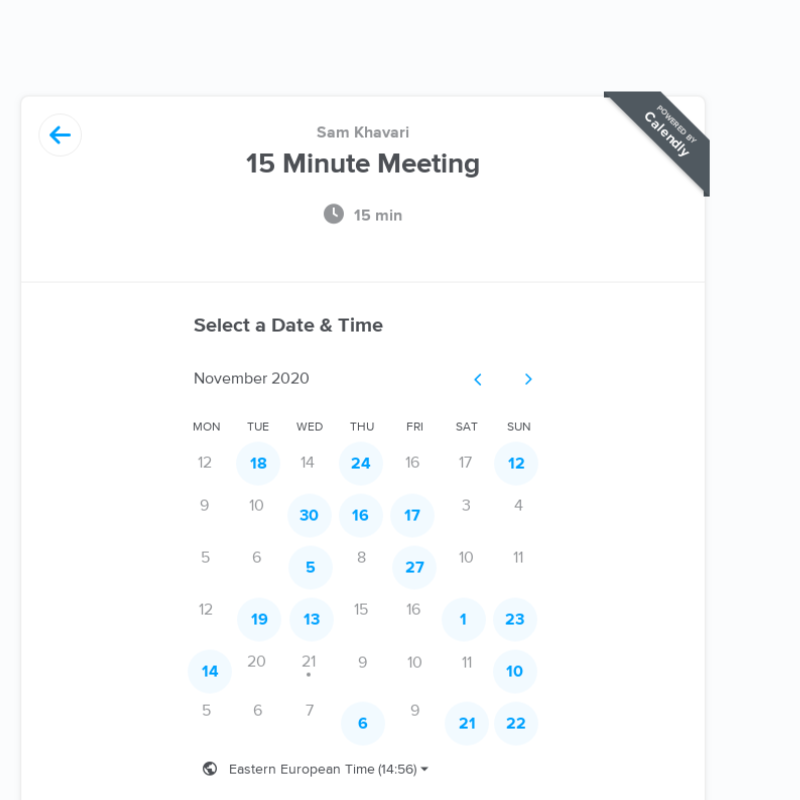 POWERED BY
Calendly
Sam Khavari
15 Minute Meeting
15 min
Select a Date & Time
November 2020
MON TUE WED THU FRI SAT SUN
12 18 14 24 16 17 12
9 10 30 16 17 3 4
5 6 5 8 27 10 11
12 19 13 15 16 1 23
14 20 21 9 10 11 10
5 6 7 6 9 21 22
Eastern European Time (14:56)